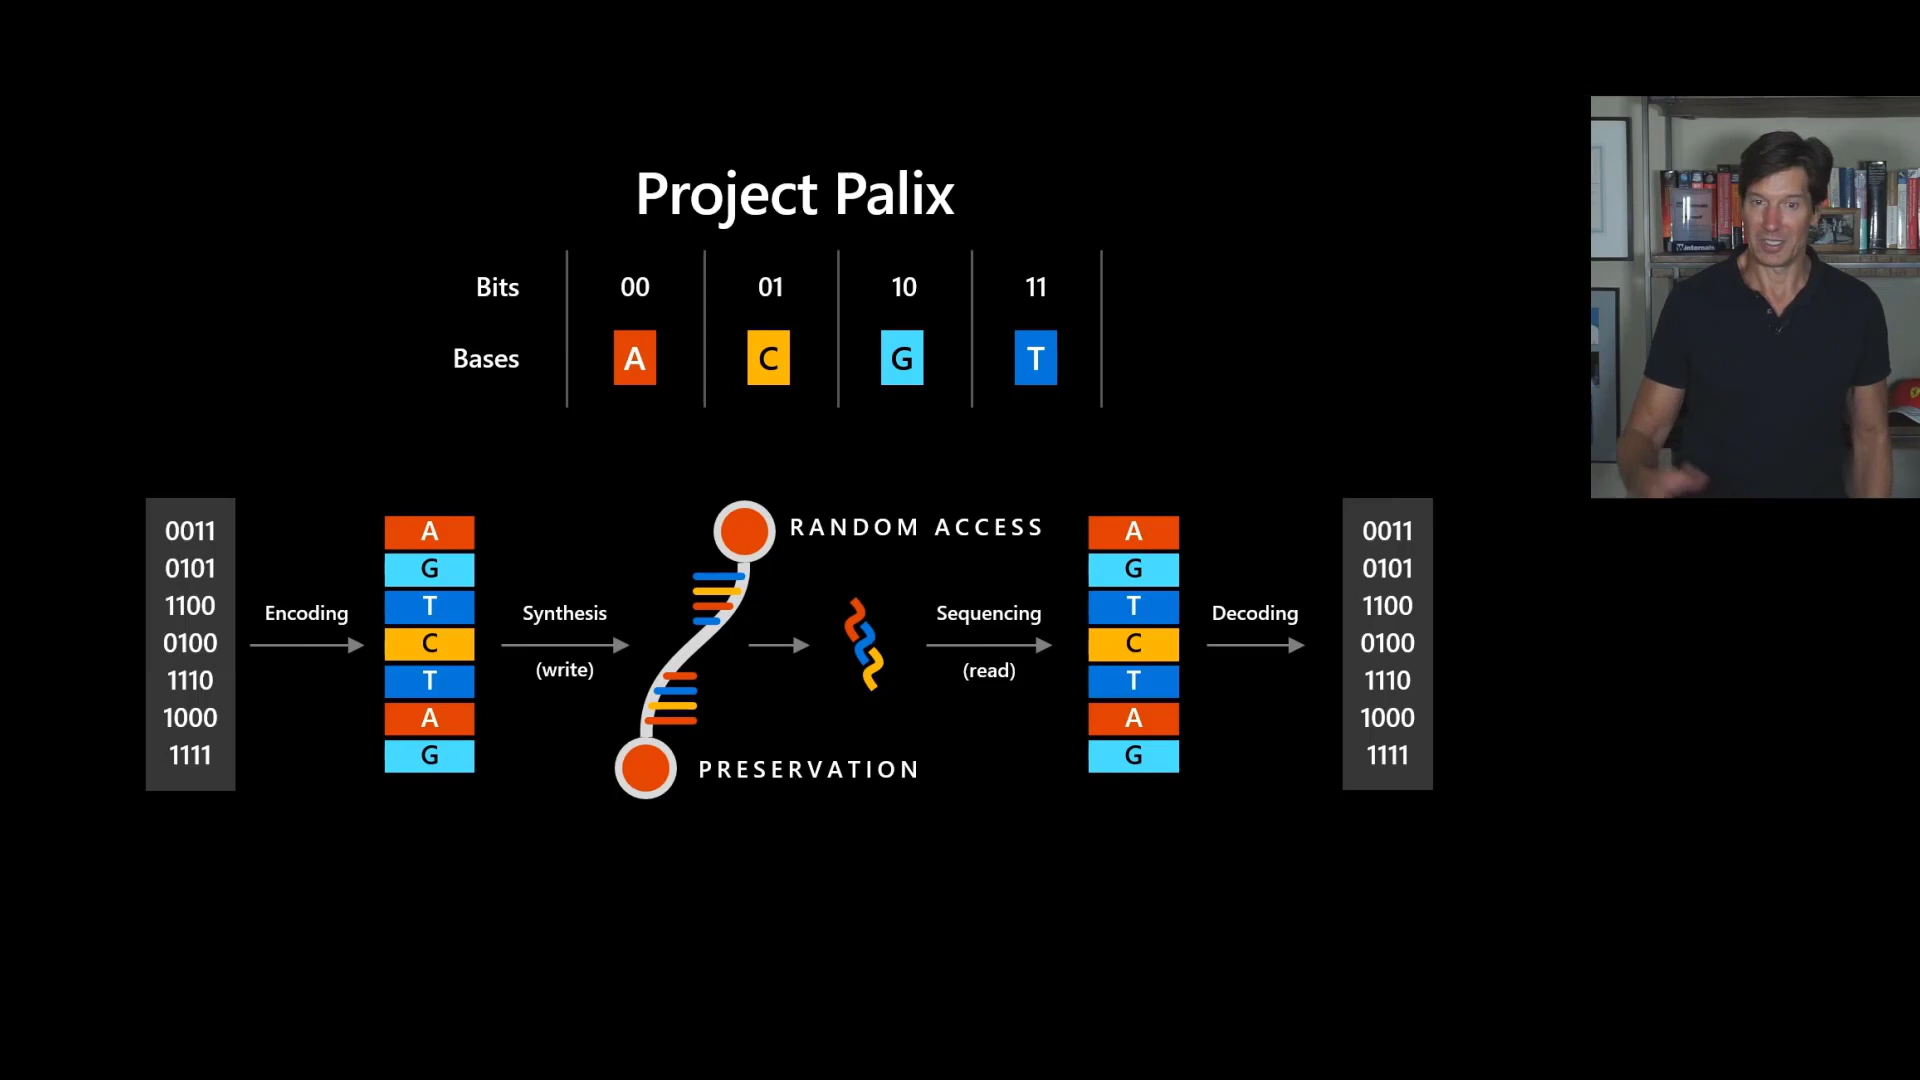 Project Palix
Bits 00 01 10 11
Bases A C G T
0011
0101
1100
0100
1110
1000
1111
Encoding
A
G
T
C
T
A
G
Synthesis
(write)
RANDOM ACCESS
PRESERVATION
Sequencing
(read)
A
G
T
C
T
A
G
Decoding
0011
0101
1100
0100
1110
1000
1111